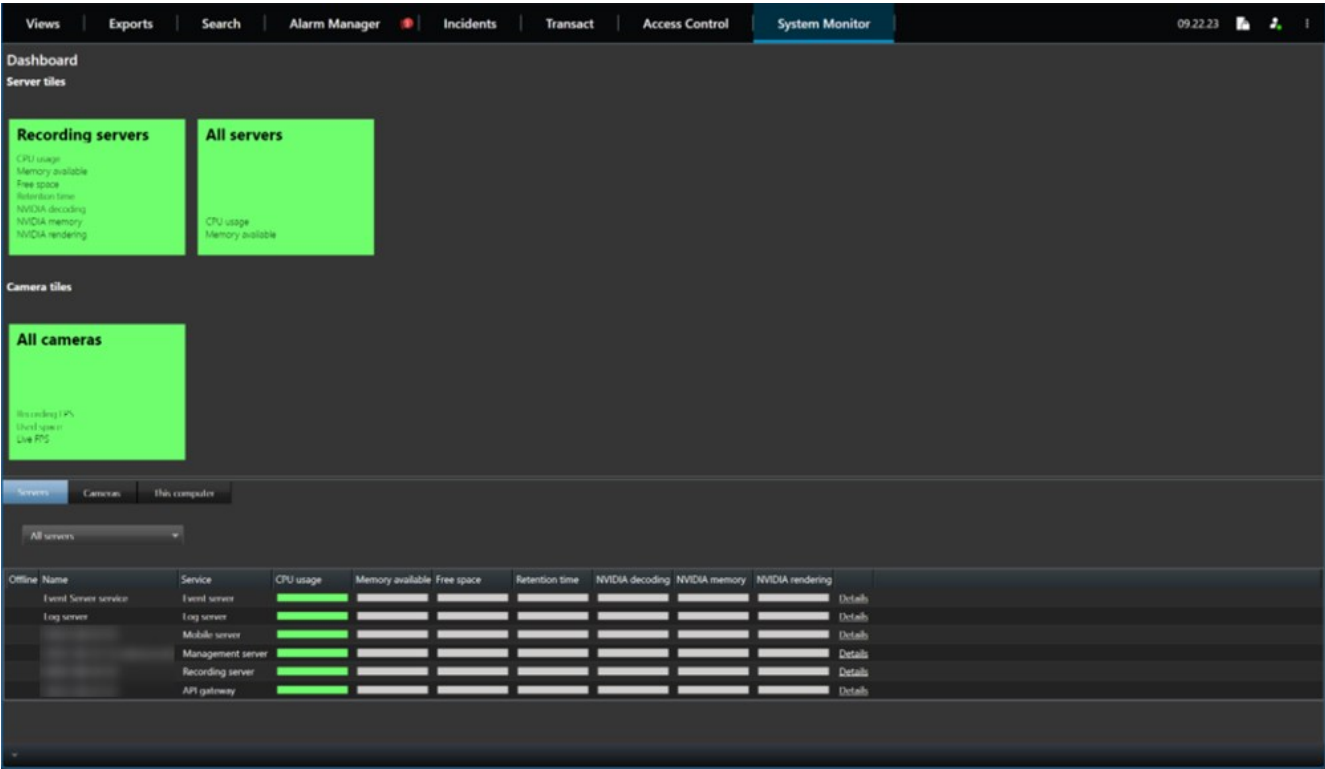 Views Exports Search Alarm Manager Incidents Transact Access Control System Monitor 09.22.23
Dashboard
Server tiles
Recording servers
CPU usage
Memory available
Free space
Retention time
NVIDIA decoding
NVIDIA memory
NVIDIA rendering
All servers
CPU usage
Memory available
Camera tiles
All cameras
Recording FPS
Used space
Live FPS
Servers Cameras This computer
All servers
Offline Name Service CPU usage Memory available Free space Retention time NVIDIA decoding NVIDIA memory NVIDIA rendering
Event Server service Event server Details
Log server Log server Details
Mobile server Details
Management server Details
Recording server Details
API gateway Details